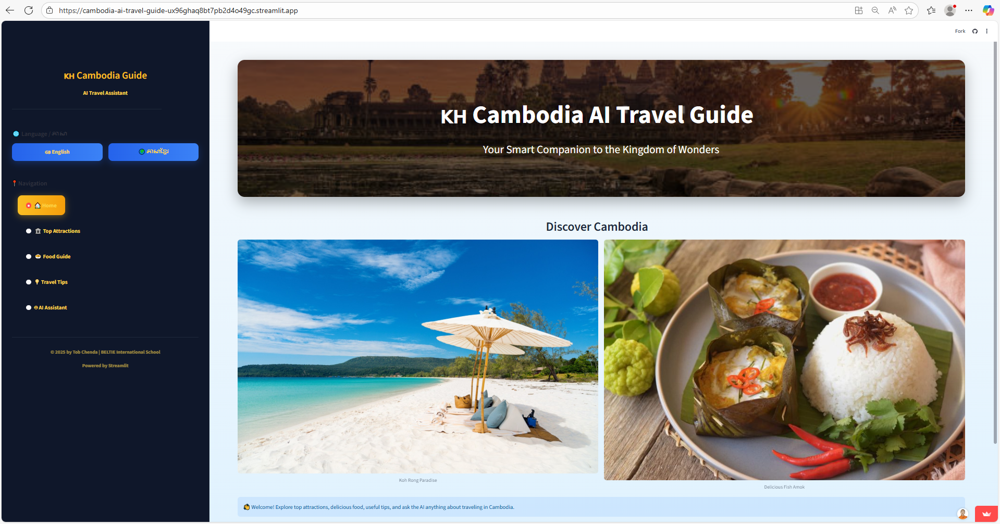 https://cambodia-ai-travel-guide-ux96ghaq8bt7pb2d4o49gc.streamlit.app
Fork
KH Cambodia Guide
AI Travel Assistant
Language / ភាសា
GB English
ភាសាខ្មែរ
Navigation
Home
Top Attractions
Food Guide
Travel Tips
AI Assistant
© 2025 by Tob Chenda | BELTIE International School
Powered by Streamlit
KH Cambodia AI Travel Guide
Your Smart Companion to the Kingdom of Wonders
Discover Cambodia
Koh Rong Paradise
Delicious Fish Amok
Welcome! Explore top attractions, delicious food, useful tips, and ask the AI anything about traveling in Cambodia.